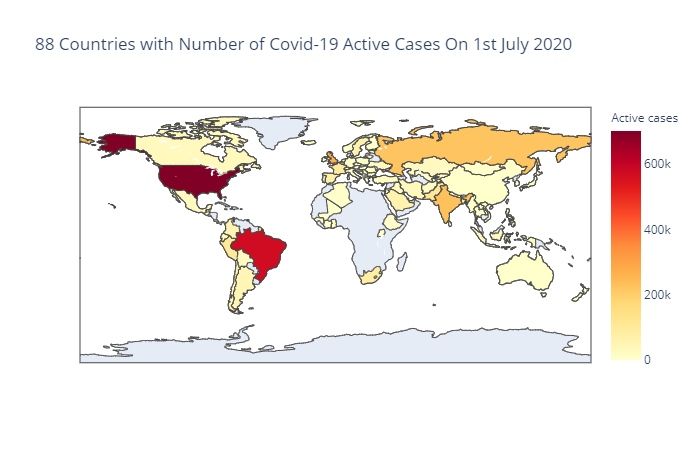 88 Countries with Number of Covid-19 Active Cases On 1st July 2020
Active cases
600k
400k
200k
0